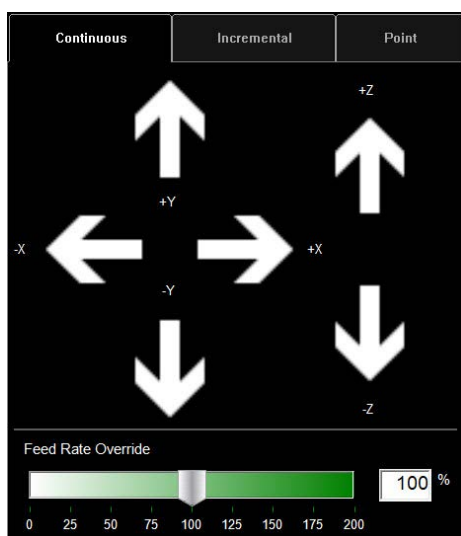 Continuous Incremental Point
+Z
+Y
-X +X
-Y
-Z
Feed Rate Override
100 %
0 25 50 75 100 125 150 175 200